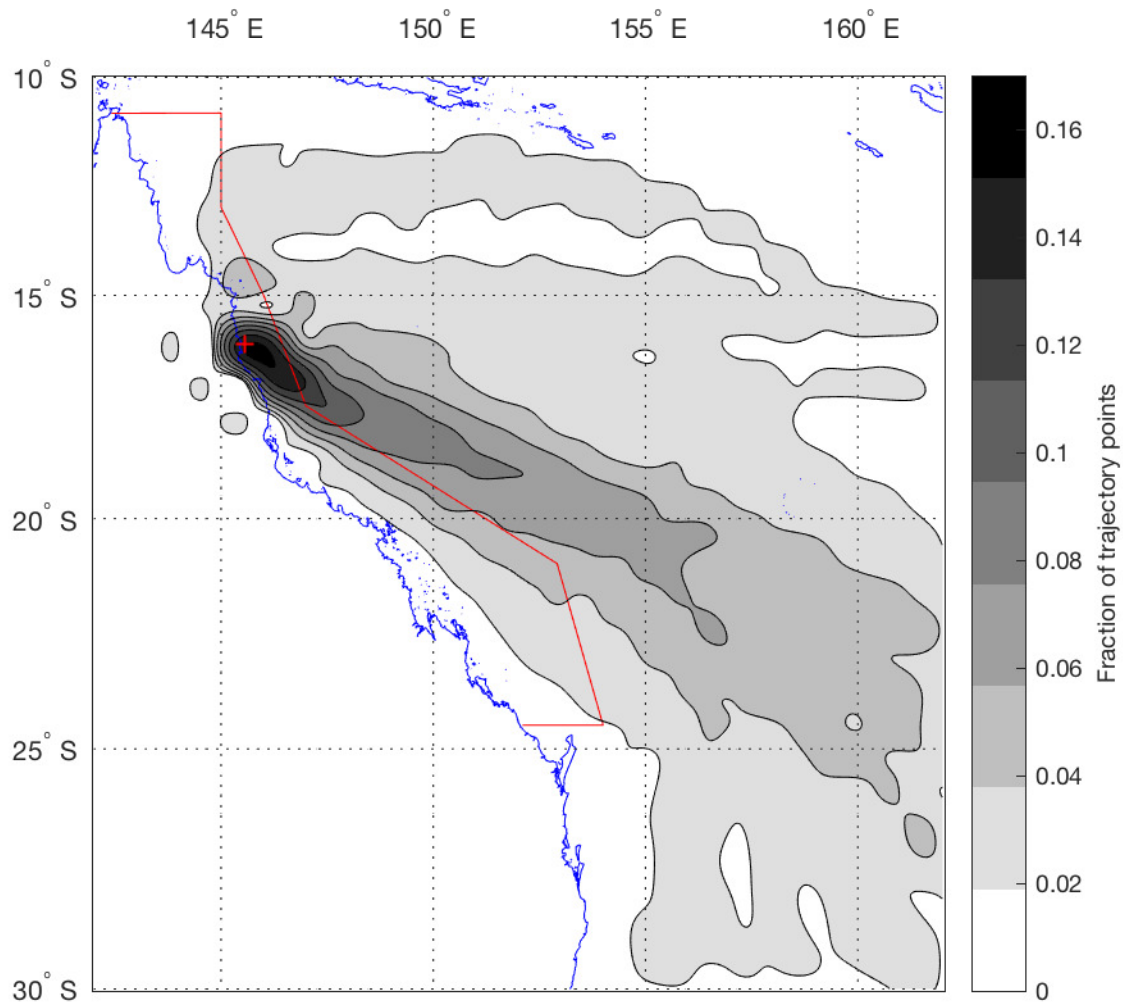 145° E 150° E 155° E 160° E
10° S
15° S
20° S
25° S
30° S
0.16
0.14
0.12
0.1
0.08
0.06
0.04
0.02
0
Fraction of trajectory points